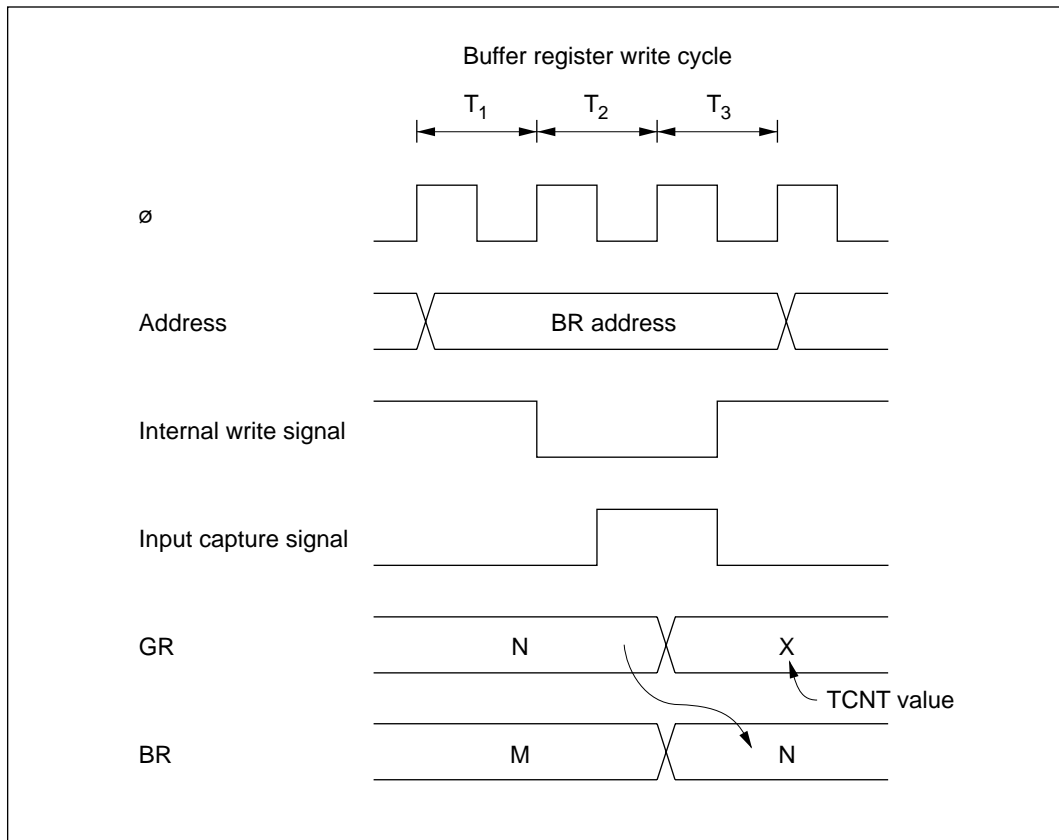 Buffer register write cycle
T1 T2 T3
ø
Address BR address
Internal write signal
Input capture signal
GR N X
TCNT value
BR M N